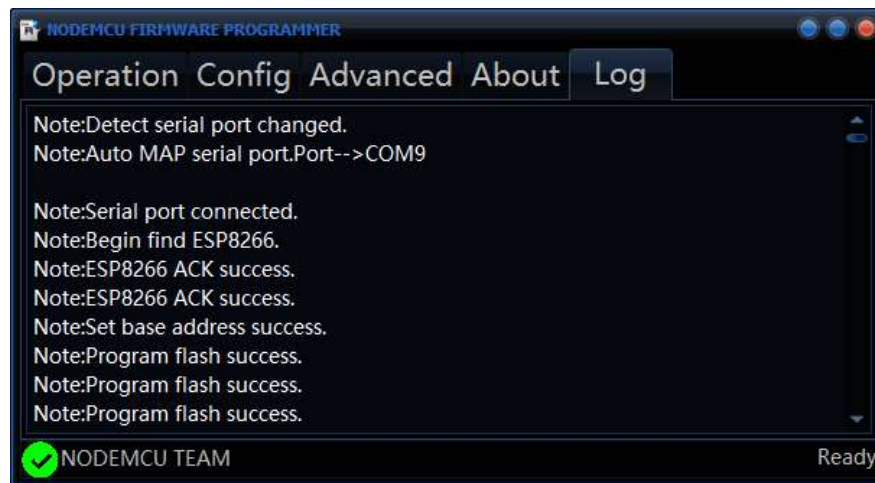 NODEMCU FIRMWARE PROGRAMMER
Operation Config Advanced About Log
Note:Detect serial port changed.
Note:Auto MAP serial port.Port-->COM9
Note:Serial port connected.
Note:Begin find ESP8266.
Note:ESP8266 ACK success.
Note:ESP8266 ACK success.
Note:Set base address success.
Note:Program flash success.
Note:Program flash success.
Note:Program flash success.
NODEMCU TEAM Ready